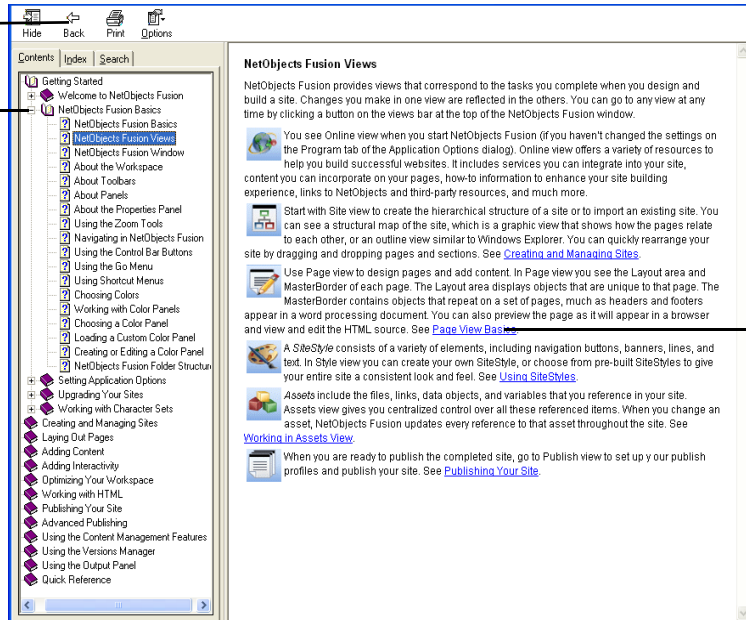 Hide Back Print Options
Contents Index Search
Getting Started
Welcome to NetObjects Fusion
NetObjects Fusion Basics
NetObjects Fusion Basics
NetObjects Fusion Views
NetObjects Fusion Window
About the Workspace
About Toolbars
About Panels
About the Properties Panel
Using the Zoom Tools
Navigating in NetObjects Fusion
Using the Control Bar Buttons
Using the Go Menu
Using Shortcut Menus
Choosing Colors
Working with Color Panels
Choosing a Color Panel
Loading a Custom Color Panel
Creating or Editing a Color Panel
NetObjects Fusion Folder Structure
Setting Application Options
Upgrading Your Sites
Working with Character Sets
Creating and Managing Sites
Laying Out Pages
Adding Content
Adding Interactivity
Optimizing Your Workspace
Working with HTML
Publishing Your Site
Advanced Publishing
Using the Content Management Features
Using the Versions Manager
Using the Output Panel
Quick Reference
NetObjects Fusion Views
NetObjects Fusion provides views that correspond to the tasks you complete when you design and
build a site. Changes you make in one view are reflected in the others. You can go to any view at any
time by clicking a button on the views bar at the top of the NetObjects Fusion window.
You see Online view when you start NetObjects Fusion (if you haven't changed the settings on
the Program tab of the Application Options dialog). Online view offers a variety of resources to
help you build successful websites. It includes services you can integrate into your site,
content you can incorporate on your pages, how-to information to enhance your site building
experience, links to NetObjects and third-party resources, and much more.
Start with Site view to create the hierarchical structure of a site or to import an existing site. You
can see a structural map of the site, which is a graphic view that shows how the pages relate
to each other, or an outline view similar to Windows Explorer. You can quickly rearrange your
site by dragging and dropping pages and sections. See Creating and Managing Sites.
Use Page view to design pages and add content. In Page view you see the Layout area and
MasterBorder of each page. The Layout area displays objects that are unique to that page. The
MasterBorder contains objects that repeat on a set of pages, much as headers and footers
appear in a word processing document. You can also preview the page as it will appear in a browser
and view and edit the HTML source. See Page View Basics.
A SiteStyle consists of a variety of elements, including navigation buttons, banners, lines, and
text. In Style view you can create your own SiteStyle, or choose from pre-built SiteStyles to give
your entire site a consistent look and feel. See Using SiteStyles.
Assets include the files, links, data objects, and variables that you reference in your site.
Assets view gives you centralized control over all these referenced items. When you change an
asset, NetObjects Fusion updates every reference to that asset throughout the site. See
Working in Assets View.
When you are ready to publish the completed site, go to Publish view to set up y our publish
profiles and publish your site. See Publishing Your Site.